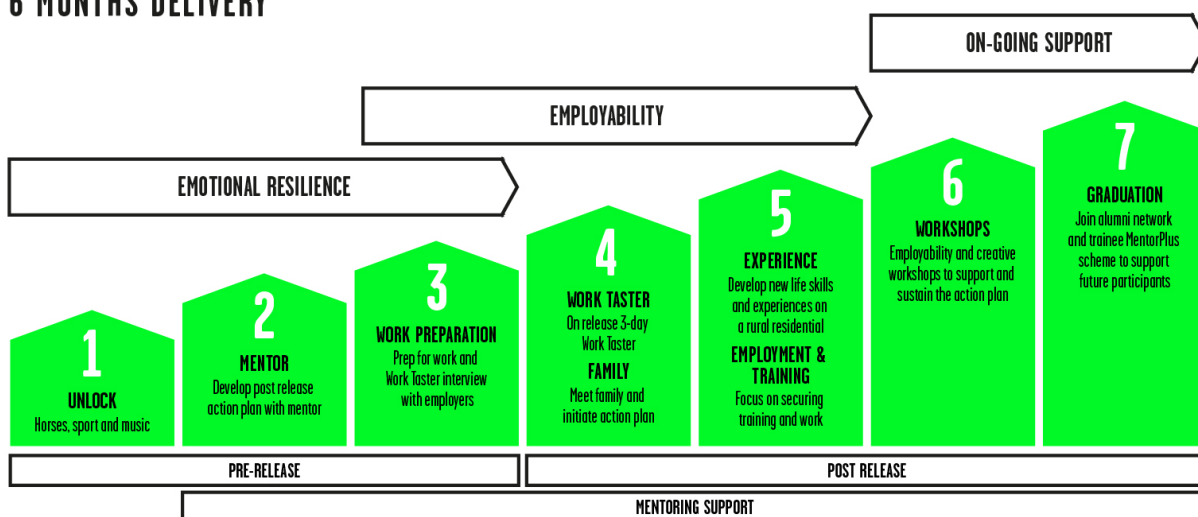 6 MONTHS DELIVERY
ON-GOING SUPPORT
EMPLOYABILITY
EMOTIONAL RESILIENCE
1
UNLOCK
Horses, sport and music
2
MENTOR
Develop post release
action plan with mentor
3
WORK PREPARATION
Prep for work and
Work Taster interview
with employers
4
WORK TASTER
On release 3-day
Work Taster
FAMILY
Meet family and
initiate action plan
5
EXPERIENCE
Develop new life skills
and experiences on
a rural residential
EMPLOYMENT &
TRAINING
Focus on securing
training and work
6
WORKSHOPS
Employability and creative
workshops to support and
sustain the action plan
7
GRADUATION
Join alumni network
and trainee MentorPlus
scheme to support
future participants
PRE-RELEASE
POST RELEASE
MENTORING SUPPORT